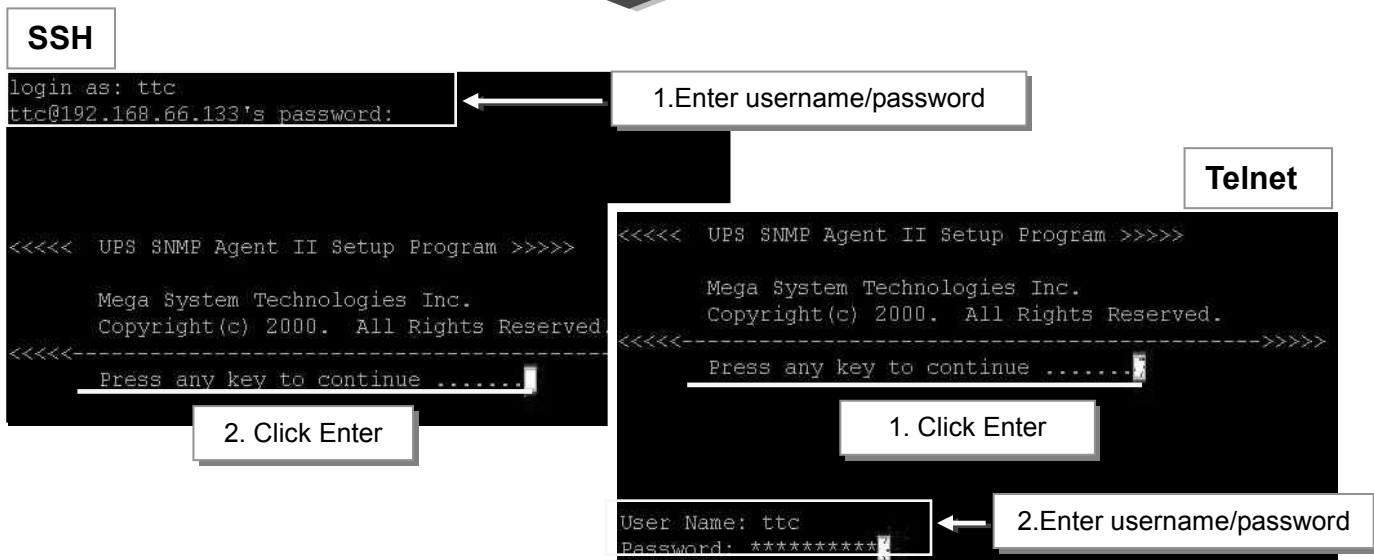 SSH
login as: ttc
ttc@192.168.66.133's password:
1.Enter username/password
<<<<<  UPS SNMP Agent II Setup Program >>>>>
Mega System Technologies Inc.
Copyright(c) 2000.  All Rights Reserved.
<<<<<-------------------------------------------
Press any key to continue .......
2. Click Enter
Telnet
<<<<<  UPS SNMP Agent II Setup Program >>>>>
Mega System Technologies Inc.
Copyright(c) 2000.  All Rights Reserved.
<<<<<---------------------------------------------->>>>>
Press any key to continue .......
1. Click Enter
User Name: ttc
Password: **********
2.Enter username/password